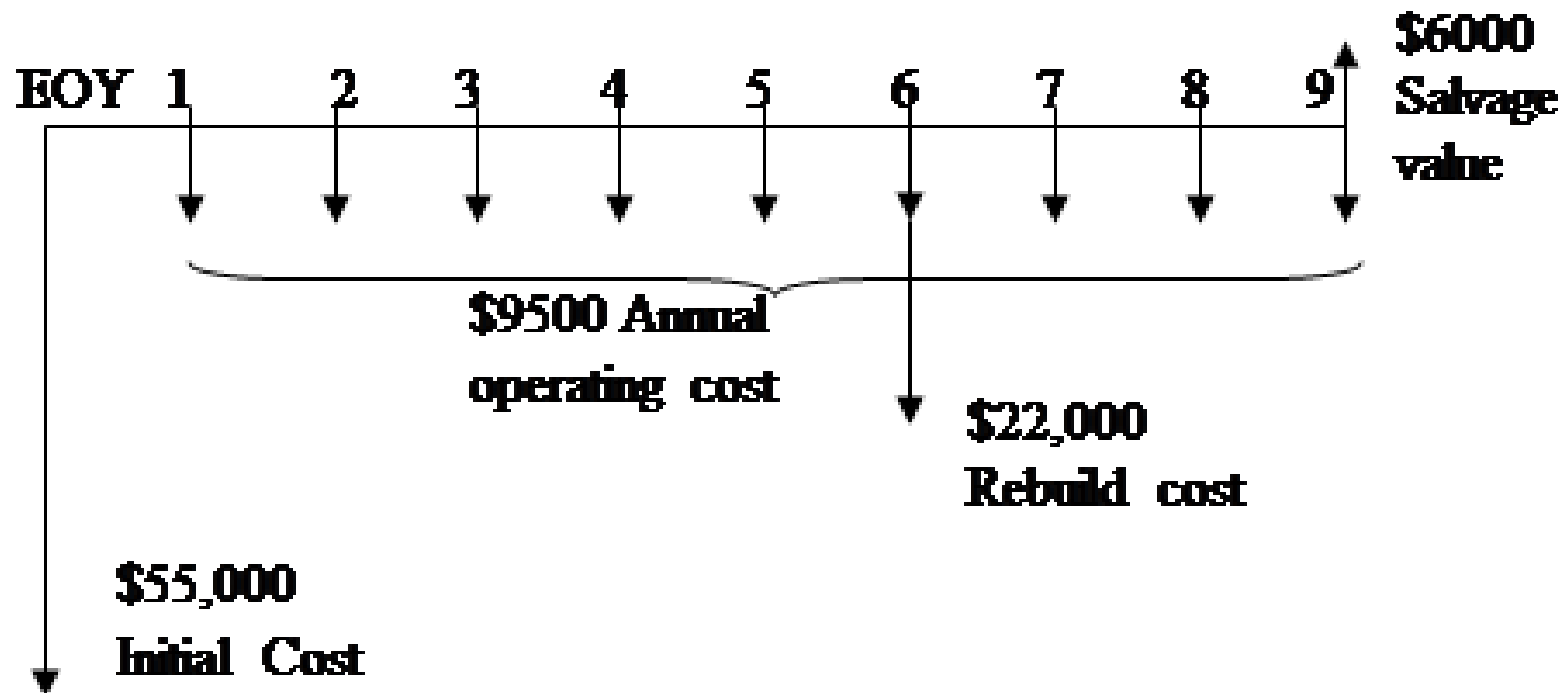 EOY 1 2 3 4 5 6 7 8 9
$6000
Salvage
value
$9500 Annual
operating cost
$22,000
Rebuild cost
$55,000
Initial Cost